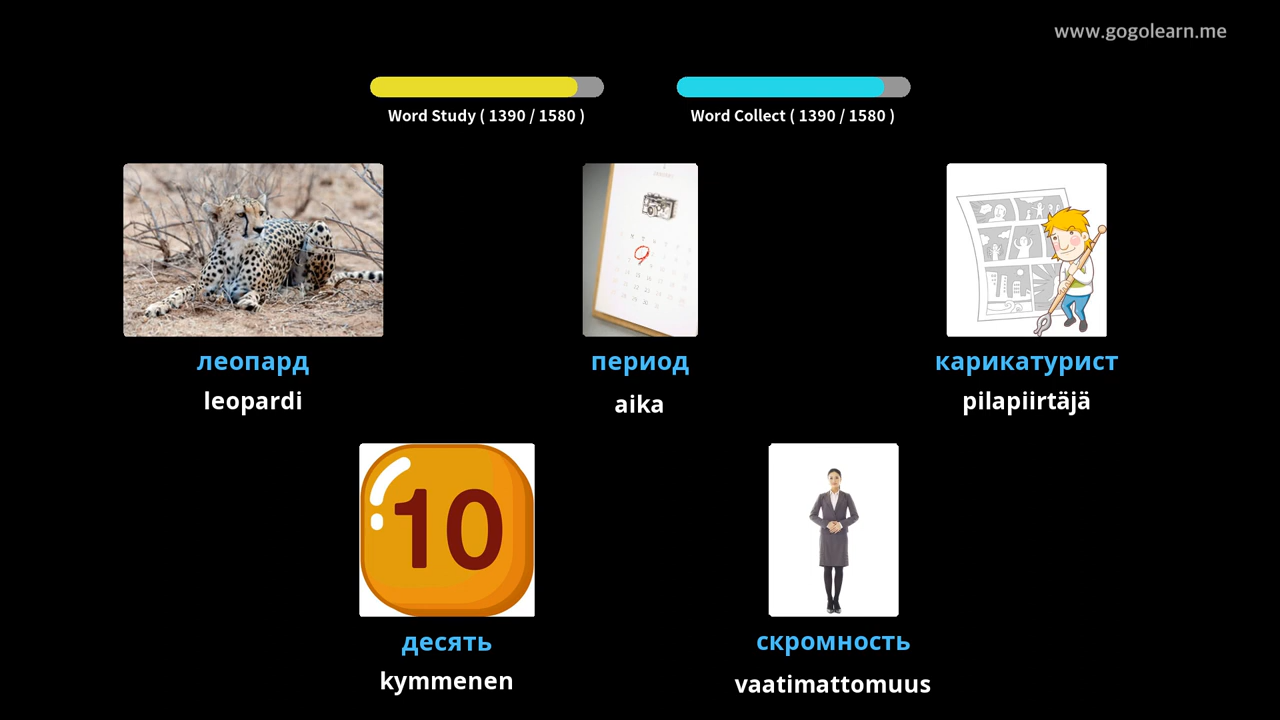 www.gogolearn.me
Word Study ( 1390 / 1580 )
Word Collect ( 1390 / 1580 )
леопард
leopardi
период
aika
карикатурист
pilapiirtäjä
10
десять
kymmenen
скромность
vaatimattomuus